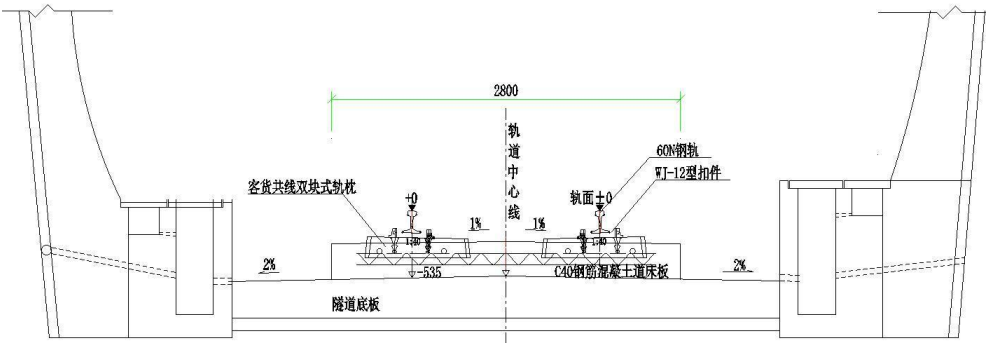 2800
轨道中心线
60N钢轨
WJ-12型扣件
客货共线双块式轨枕
±0
轨面±0
1%
1%
1:40
1:40
2%
-535
C40钢筋混凝土道床板
2%
隧道底板